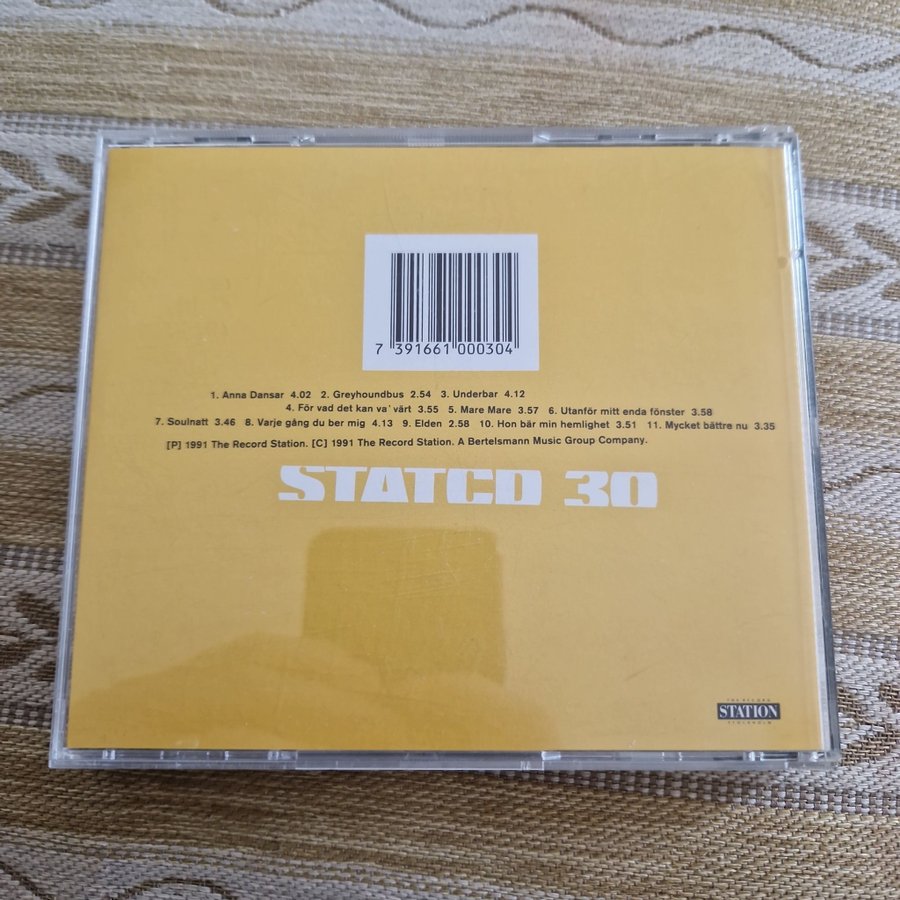 7 391661 000304
1. Anna Dansar 4.02 2. Greyhoundbus 2.54 3. Underbar 4.12
4. För vad det kan va' värt 3.55 5. Mare Mare 3.57 6. Utanför mitt enda fönster 3.58
7. Soulnatt 3.46 8. Varje gång du ber mig 4.13 9. Elden 2.58 10. Hon bär min hemlighet 3.51 11. Mycket bättre nu 3.35
[P] 1991 The Record Station. [C] 1991 The Record Station. A Bertelsmann Music Group Company.
STATCD 30
THE RECORD
STATION
STOCKHOLM